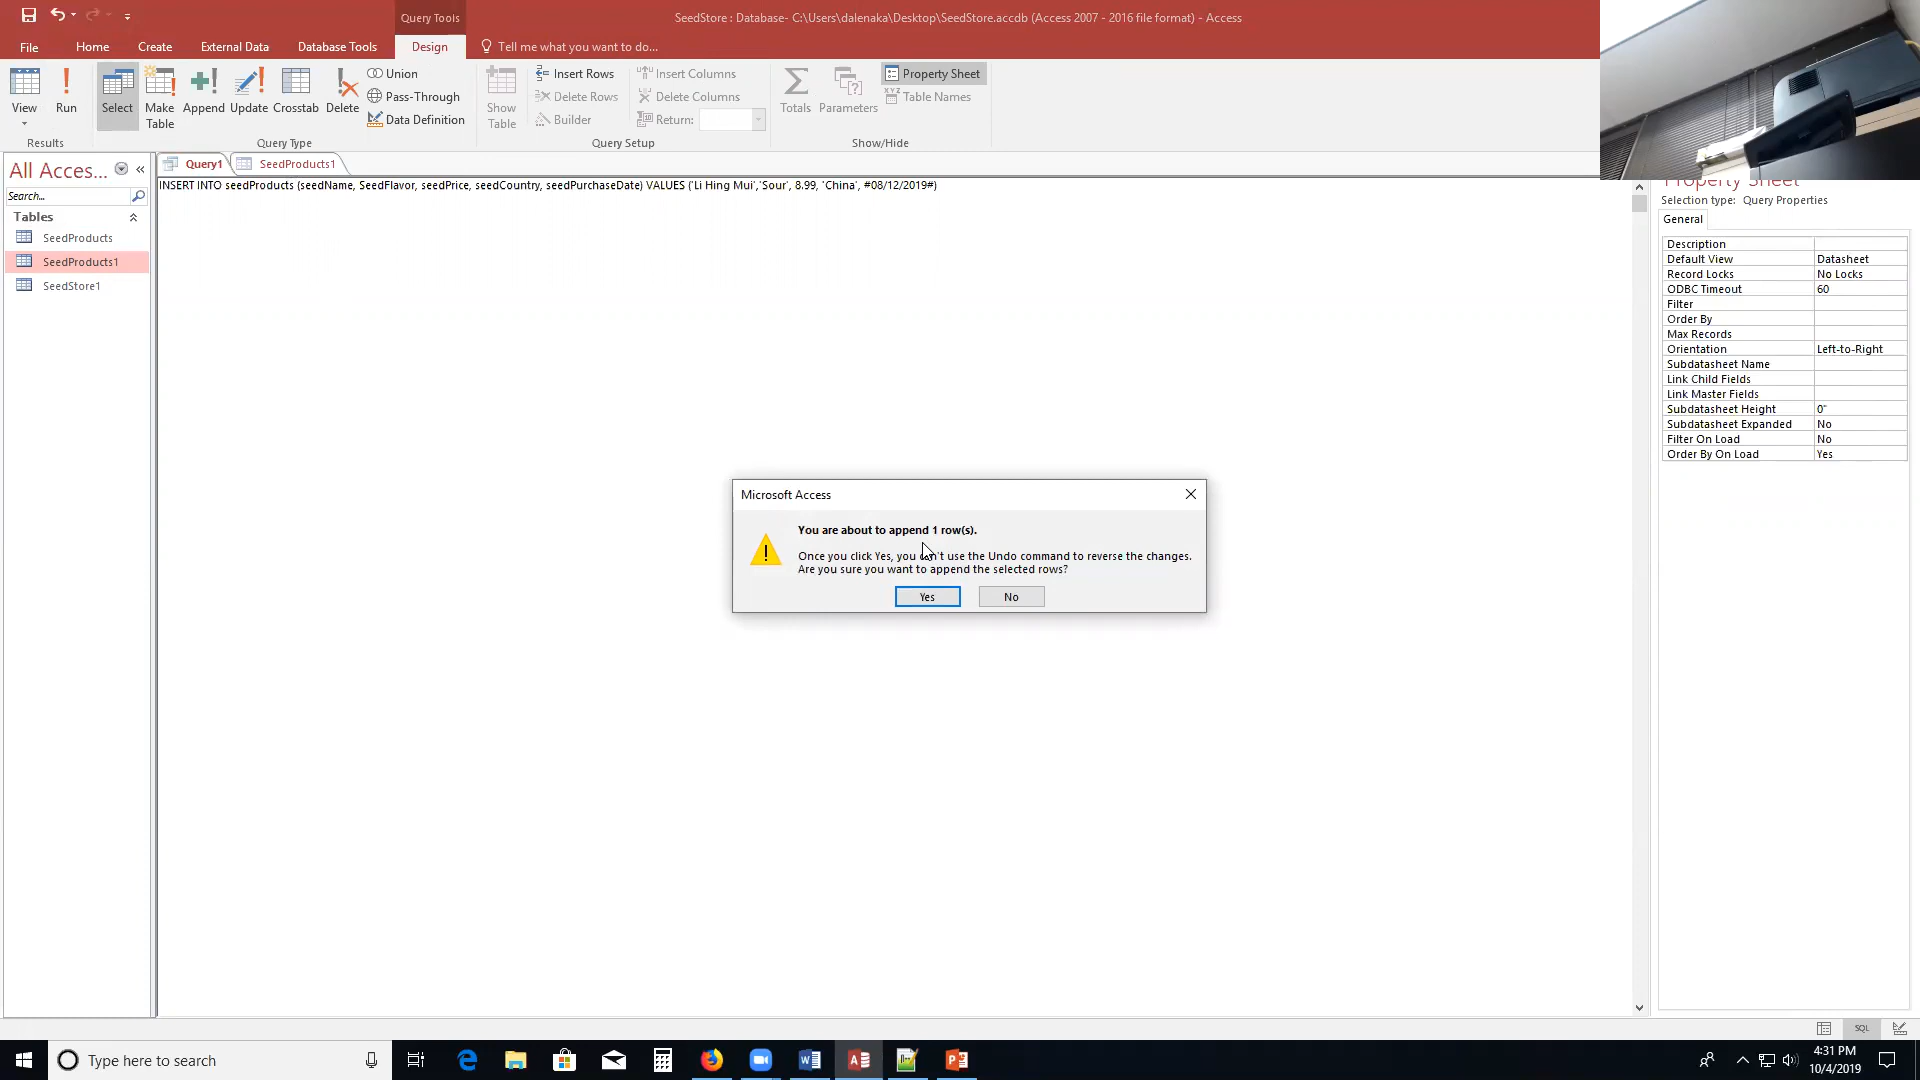 Query Tools
SeedStore : Database- C:\Users\dalenaka\Desktop\SeedStore.accdb (Access 2007 - 2016 file format) - Access
File
Home
Create
External Data
Database Tools
Design
Tell me what you want to do...
View
Run
Select
Make Table
Append
Update
Crosstab
Delete
Union
Pass-Through
Data Definition
Show Table
Insert Rows
Delete Rows
Builder
Insert Columns
Delete Columns
Return:
Totals
Parameters
Property Sheet
Table Names
Results
Query Type
Query Setup
Show/Hide
All Acces...
Search...
Tables
SeedProducts
SeedProducts1
SeedStore1
Query1
SeedProducts1
INSERT INTO seedProducts (seedName, SeedFlavor, seedPrice, seedCountry, seedPurchaseDate) VALUES ('Li Hing Mui','Sour', 8.99, 'China', #08/12/2019#)
Microsoft Access
You are about to append 1 row(s).
Once you click Yes, you can't use the Undo command to reverse the changes.
Are you sure you want to append the selected rows?
Yes
No
Property Sheet
Selection type: Query Properties
General
Description
Default View Datasheet
Record Locks No Locks
ODBC Timeout 60
Filter
Order By
Max Records
Orientation Left-to-Right
Subdatasheet Name
Link Child Fields
Link Master Fields
Subdatasheet Height 0"
Subdatasheet Expanded No
Filter On Load No
Order By On Load Yes
SQL
Type here to search
4:31 PM
10/4/2019